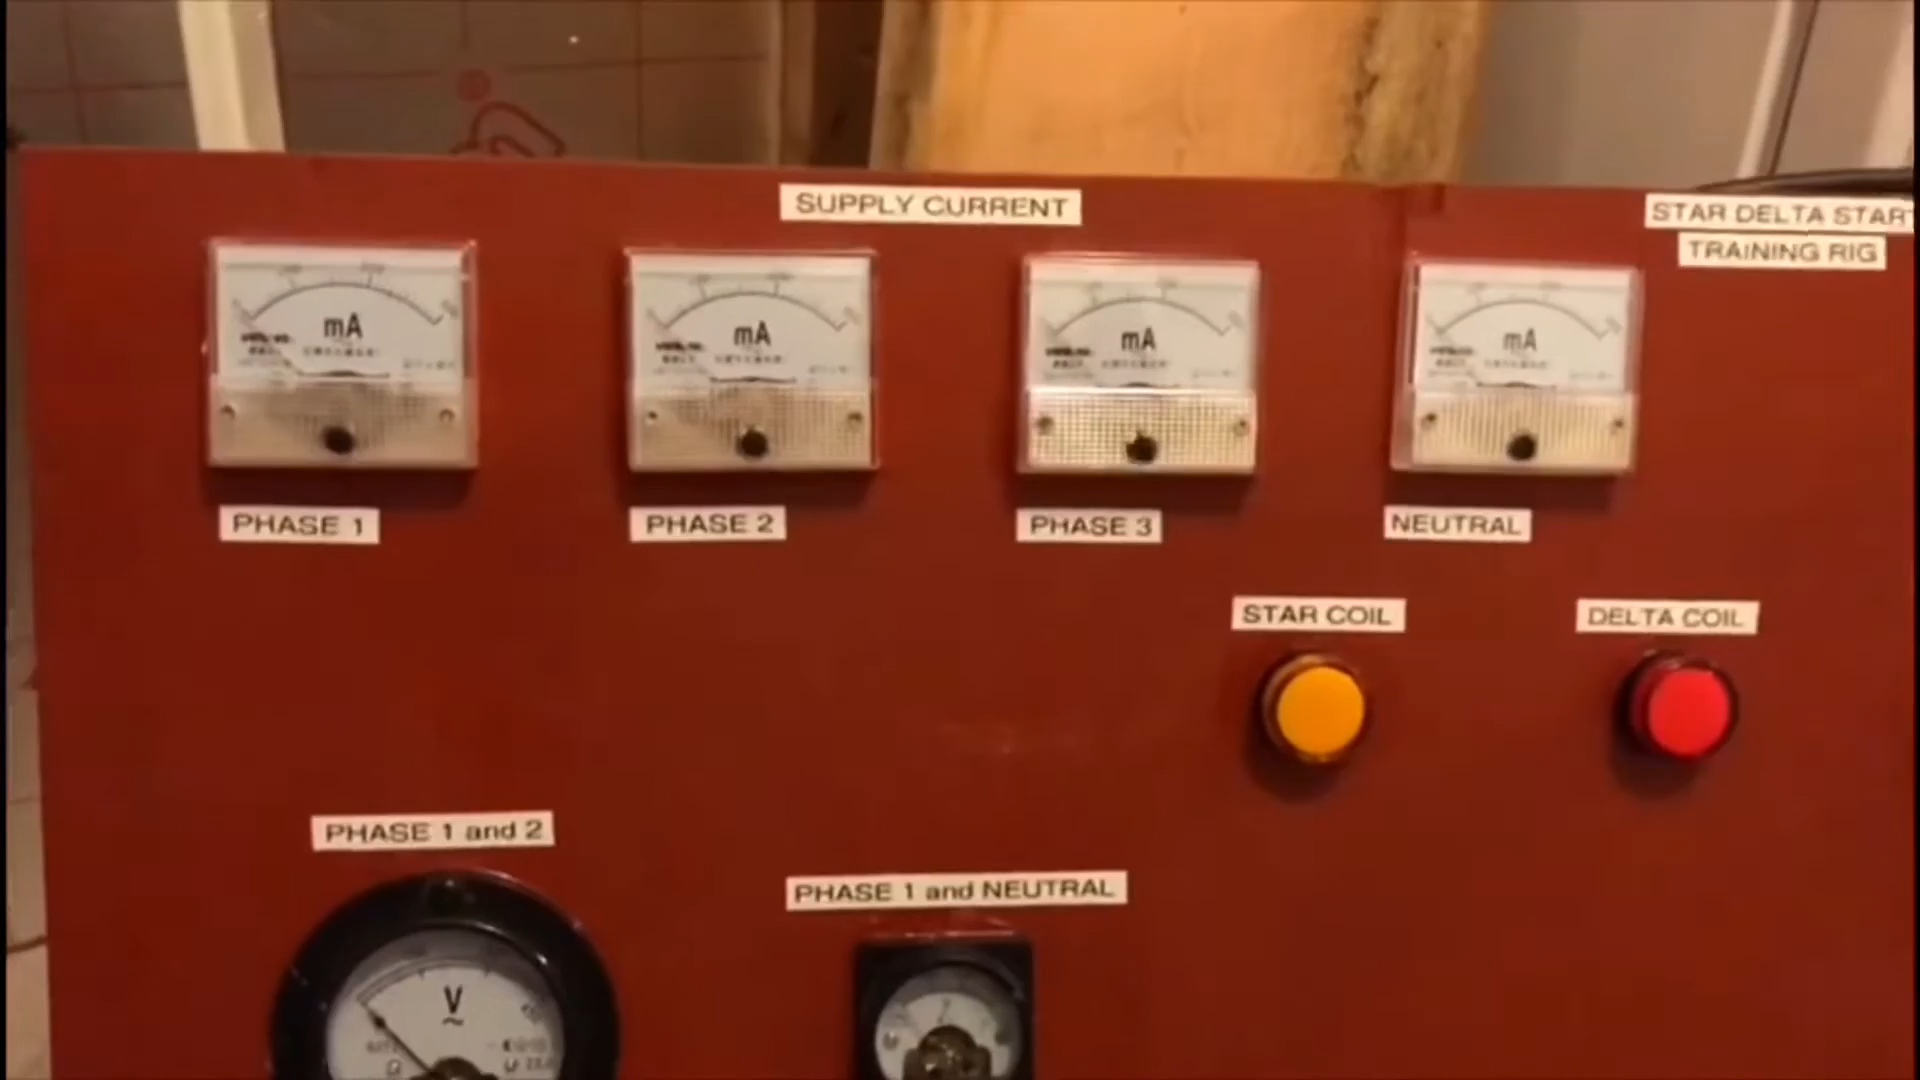 SUPPLY CURRENT
STAR DELTA STAR
TRAINING RIG
mA
mA
mA
mA
PHASE 1
PHASE 2
PHASE 3
NEUTRAL
STAR COIL
DELTA COIL
PHASE 1 and 2
PHASE 1 and NEUTRAL
V